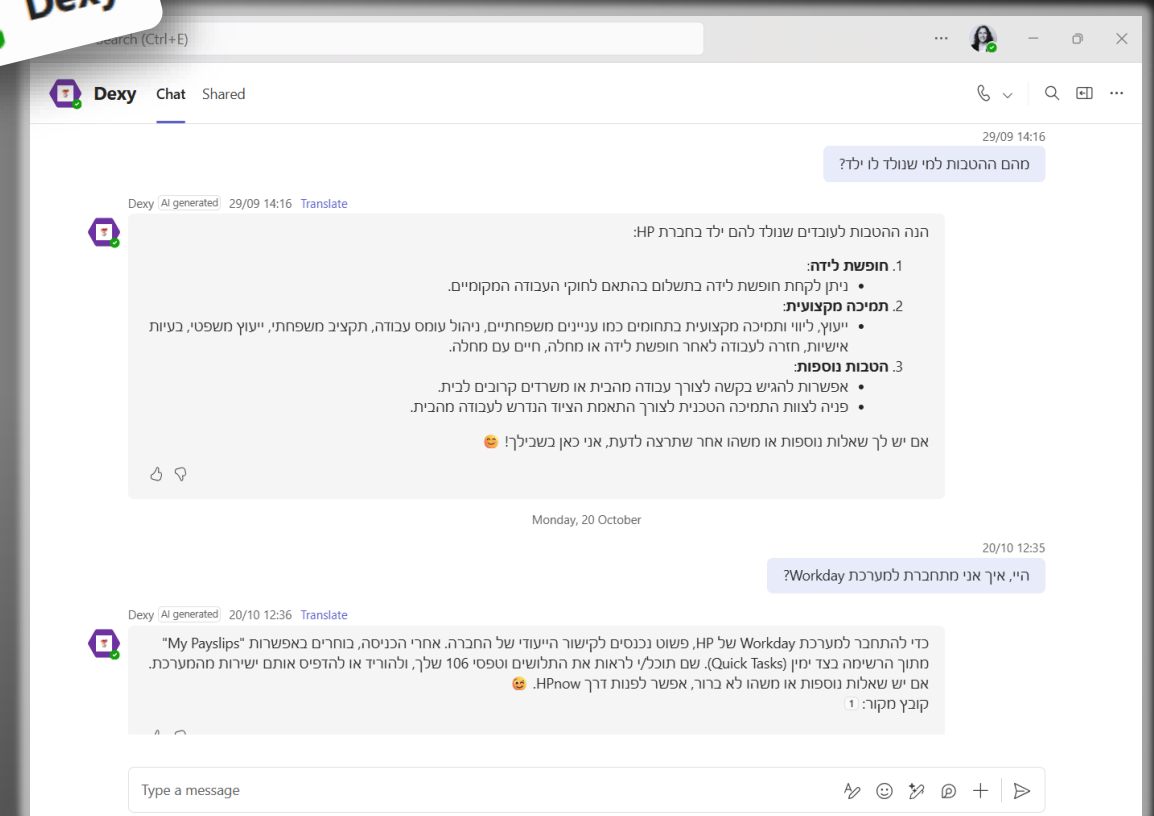 Dexy
Search (Ctrl+E)
Dexy Chat Shared
29/09 14:16
מהם ההטבות למי שנולד לו ילד?
Dexy AI generated 29/09 14:16 Translate
הנה ההטבות לעובדים שנולד להם ילד בחברת HP:
1. חופשת לידה:
• ניתן לקחת חופשת לידה בתשלום בהתאם לחוקי העבודה המקומיים.
2. תמיכה מקצועית:
• ייעוץ, ליווי ותמיכה מקצועית בתחומים כמו עניינים משפחתיים, ניהול עומס עבודה, תקציב משפחתי, ייעוץ משפטי, בעיות
אישיות, חזרה לעבודה לאחר חופשת לידה או מחלה, חיים עם מחלה.
3. הטבות נוספות:
• אפשרות להגיש בקשה לצורך עבודה מהבית או משרדים קרובים לבית.
• פניה לצוות התמיכה הטכנית לצורך התאמת הציוד הנדרש לעבודה מהבית.
אם יש לך שאלות נוספות או משהו אחר שתרצה לדעת, אני כאן בשבילך! 😊
Monday, 20 October
20/10 12:35
היי, איך אני מתחברת למערכת Workday?
Dexy AI generated 20/10 12:36 Translate
כדי להתחבר למערכת Workday של HP, פשוט נכנסים לקישור הייעודי של החברה. אחרי הכניסה, בוחרים באפשרות "My Payslips"
מתוך הרשימה בצד ימין (Quick Tasks). שם תוכל/י לראות את התלושים וטפסי 106 שלך, ולהוריד או להדפיס אותם ישירות מהמערכת.
אם יש שאלות נוספות או משהו לא ברור, אפשר לפנות דרך HPnow. 😉
קובץ מקור: 1
Type a message